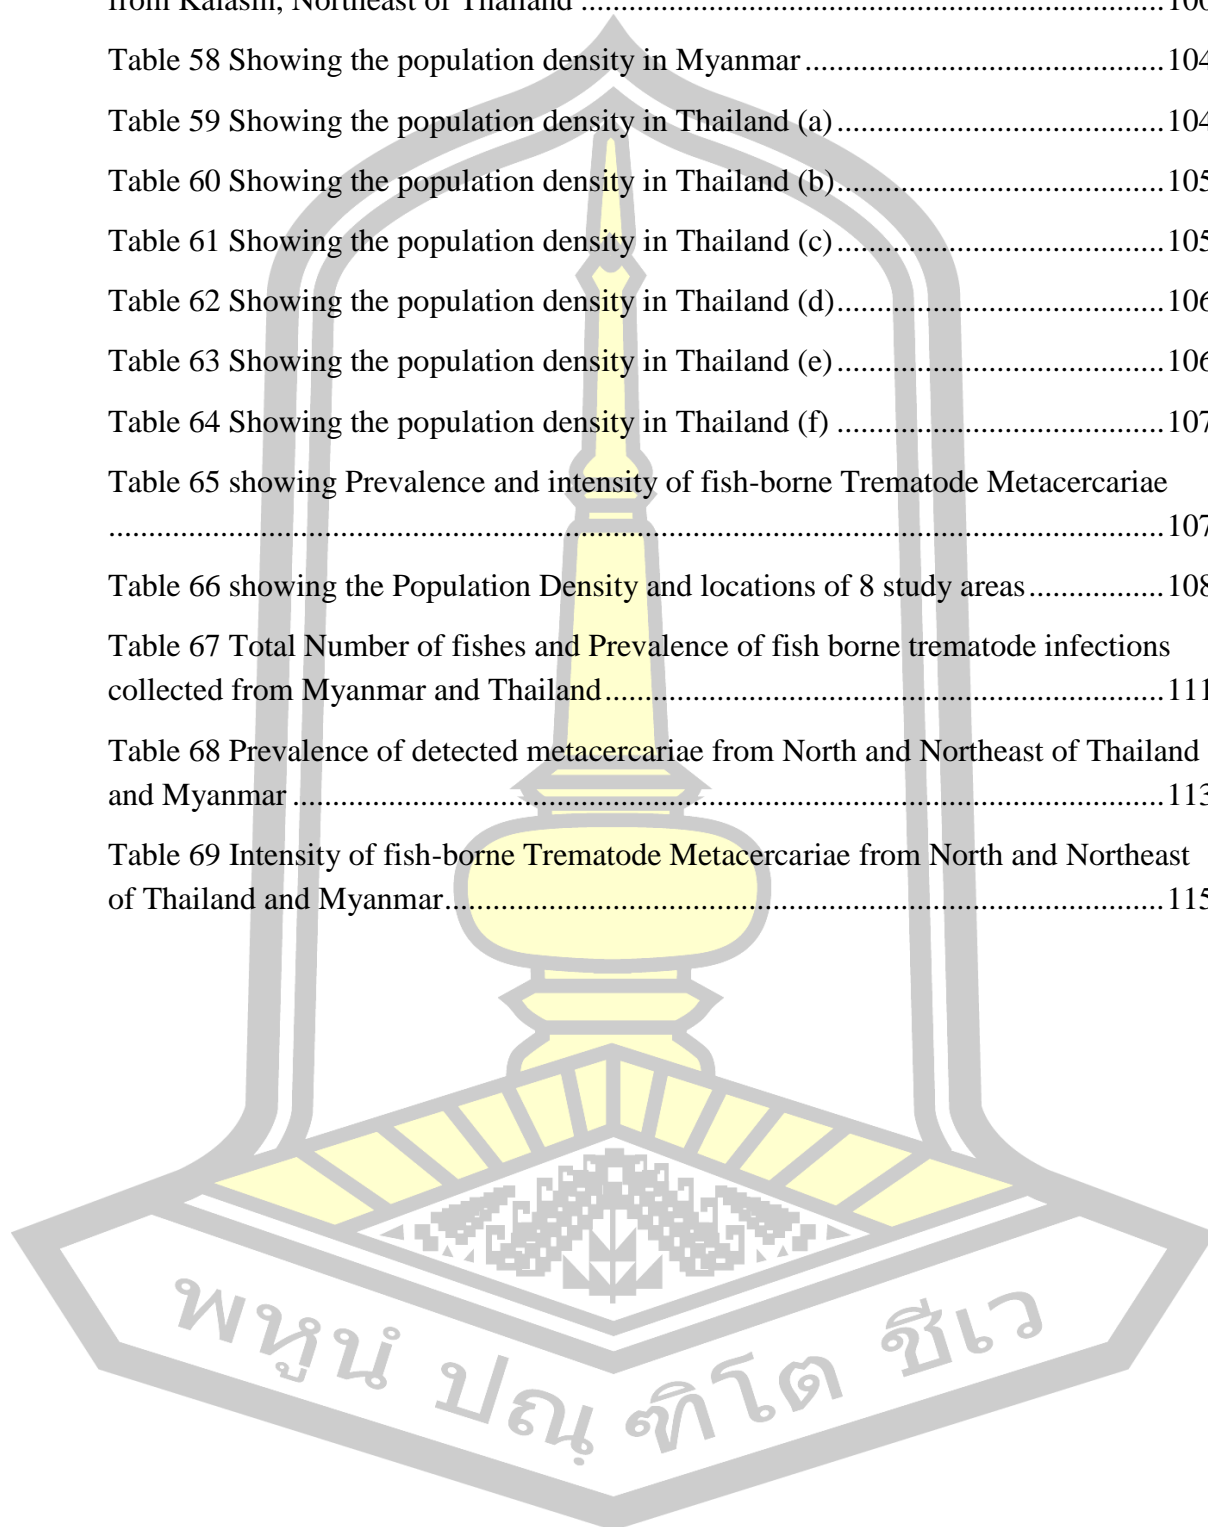 from Kalasin, Northeast of Thailand ........................................................................ 100
Table 58 Showing the population density in Myanmar ............................................. 104
Table 59 Showing the population density in Thailand (a) ......................................... 104
Table 60 Showing the population density in Thailand (b) ......................................... 105
Table 61 Showing the population density in Thailand (c) ......................................... 105
Table 62 Showing the population density in Thailand (d) ......................................... 106
Table 63 Showing the population density in Thailand (e) ......................................... 106
Table 64 Showing the population density in Thailand (f) ......................................... 107
Table 65 showing Prevalence and intensity of fish-borne Trematode Metacercariae
..................................................................................................................................... 107
Table 66 showing the Population Density and locations of 8 study areas ................. 108
Table 67 Total Number of fishes and Prevalence of fish borne trematode infections
collected from Myanmar and Thailand ...................................................................... 111
Table 68 Prevalence of detected metacercariae from North and Northeast of Thailand
and Myanmar ............................................................................................................. 113
Table 69 Intensity of fish-borne Trematode Metacercariae from North and Northeast
of Thailand and Myanmar .......................................................................................... 115
พหูนํ ปณฺฑิโต ชีเว